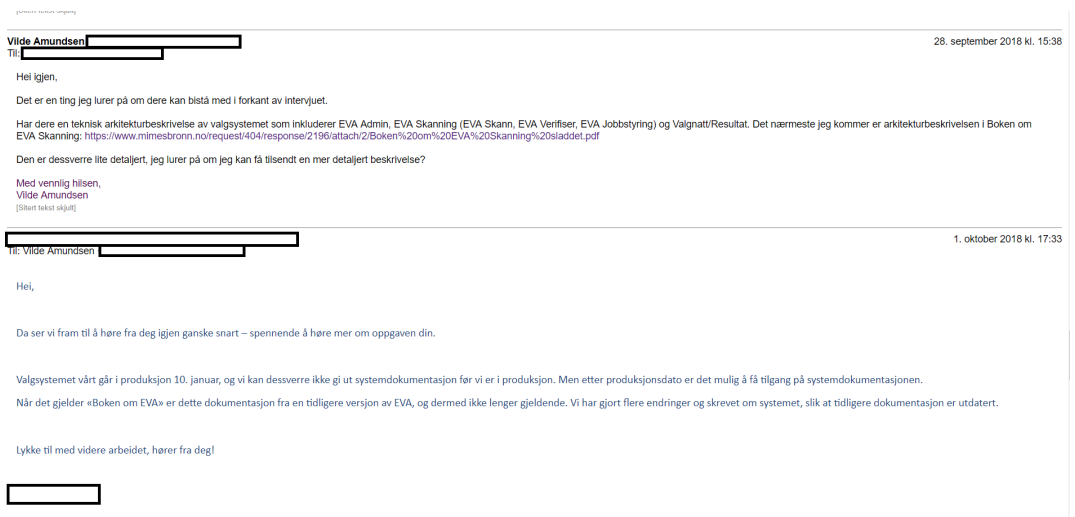 [Sitert tekst skjult]
Vilde Amundsen
28. september 2018 kl. 15:38
Til:
Hei igjen,
Det er en ting jeg lurer på om dere kan bistå med i forkant av intervjuet.
Har dere en teknisk arkitekturbeskrivelse av valgsystemet som inkluderer EVA Admin, EVA Skanning (EVA Skann, EVA Verifiser, EVA Jobbstyring) og Valgnatt/Resultat. Det nærmeste jeg kommer er arkitekturbeskrivelsen i Boken om
EVA Skanning: https://www.mimesbronn.no/request/404/response/2196/attach/2/Boken%20om%20EVA%20Skanning%20sladdet.pdf
Den er dessverre lite detaljert, jeg lurer på om jeg kan få tilsendt en mer detaljert beskrivelse?
Med vennlig hilsen,
Vilde Amundsen
[Sitert tekst skjult]
1. oktober 2018 kl. 17:33
Til: Vilde Amundsen
Hei,
Da ser vi fram til å høre fra deg igjen ganske snart – spennende å høre mer om oppgaven din.
Valgsystemet vårt går i produksjon 10. januar, og vi kan dessverre ikke gi ut systemdokumentasjon før vi er i produksjon. Men etter produksjonsdato er det mulig å få tilgang på systemdokumentasjonen.
Når det gjelder «Boken om EVA» er dette dokumentasjon fra en tidligere versjon av EVA, og dermed ikke lenger gjeldende. Vi har gjort flere endringer og skrevet om systemet, slik at tidligere dokumentasjon er utdatert.
Lykke til med videre arbeidet, hører fra deg!